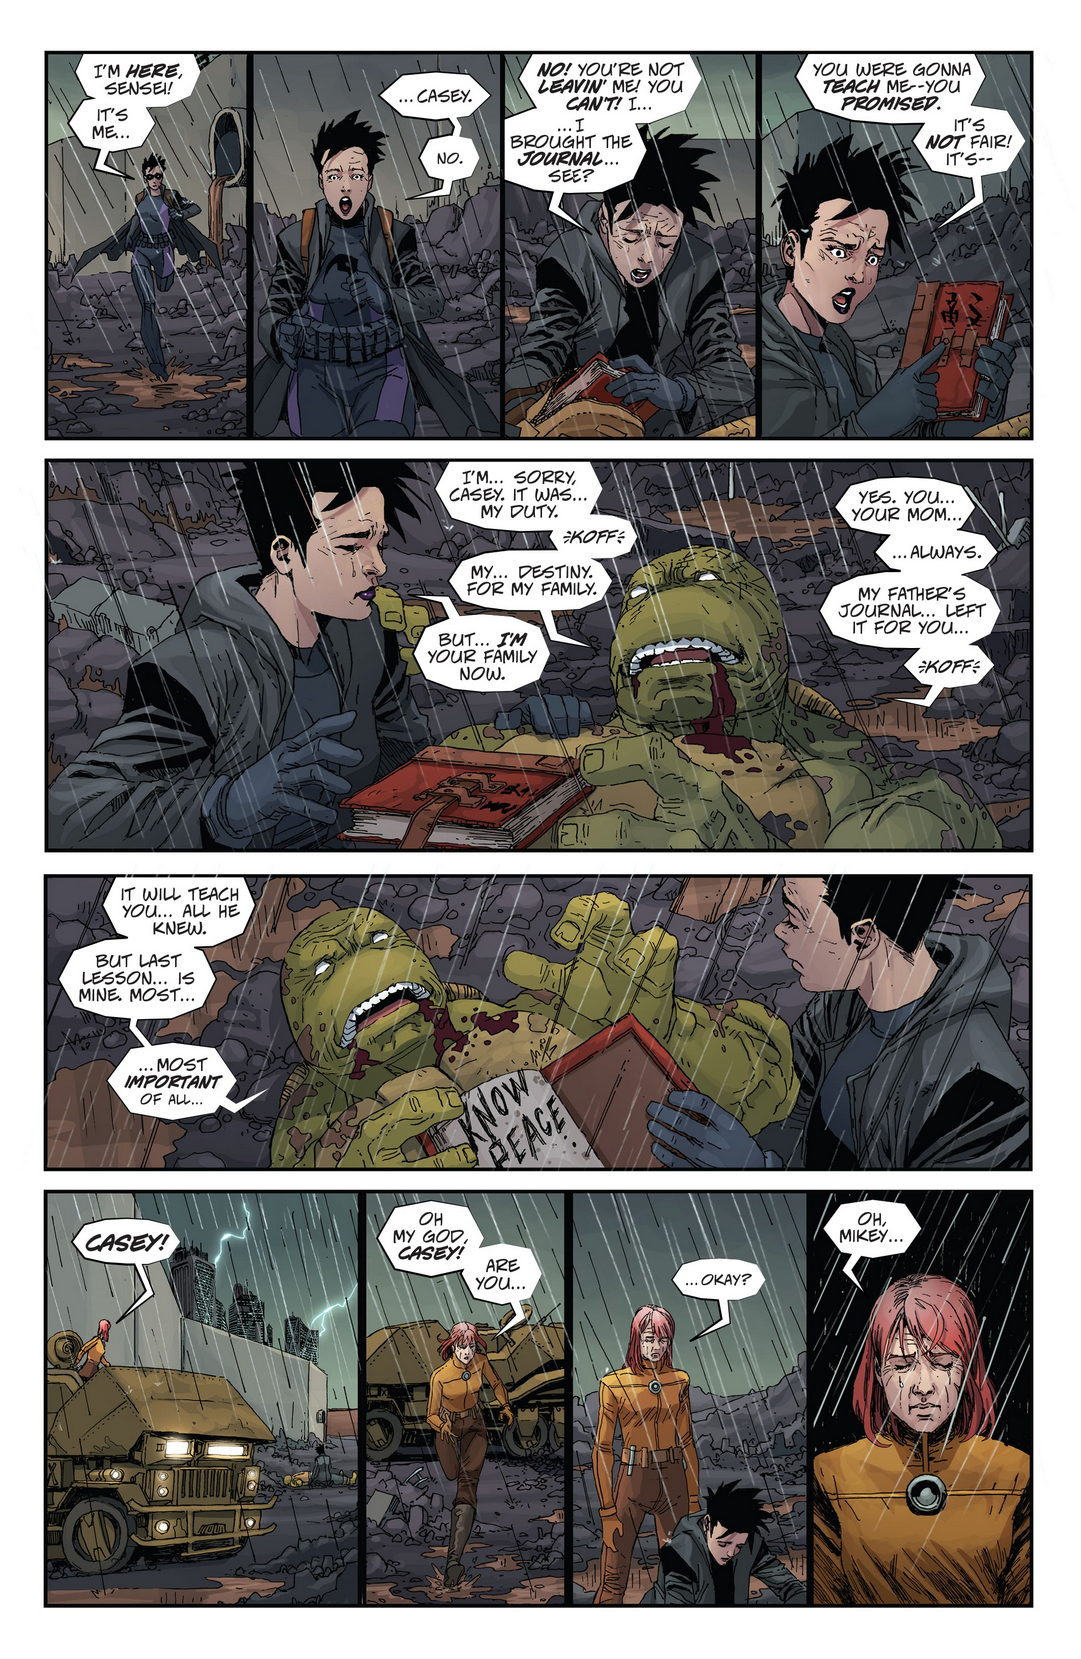 I'M HERE,
SENSEI!
IT'S
ME...
...CASEY.
NO.
NO! YOU'RE NOT
LEAVIN' ME! YOU
CAN'T! I...
...I
BROUGHT THE
JOURNAL...
SEE?
YOU WERE GONNA
TEACH ME--YOU
PROMISED.
IT'S
NOT FAIR!
IT'S--
I'M... SORRY,
CASEY. IT WAS...
MY DUTY.
KOFF
MY... DESTINY.
FOR MY FAMILY.
BUT... I'M
YOUR FAMILY
NOW.
YES. YOU...
YOUR MOM...
...ALWAYS.
MY FATHER'S
JOURNAL... LEFT
IT FOR YOU...
KOFF
IT WILL TEACH
YOU... ALL HE
KNEW.
BUT LAST
LESSON... IS
MINE. MOST...
...MOST
IMPORTANT
OF ALL...
KNOW
PEACE!
CASEY!
OH
MY GOD,
CASEY!
ARE
YOU...
...OKAY?
OH,
MIKEY...